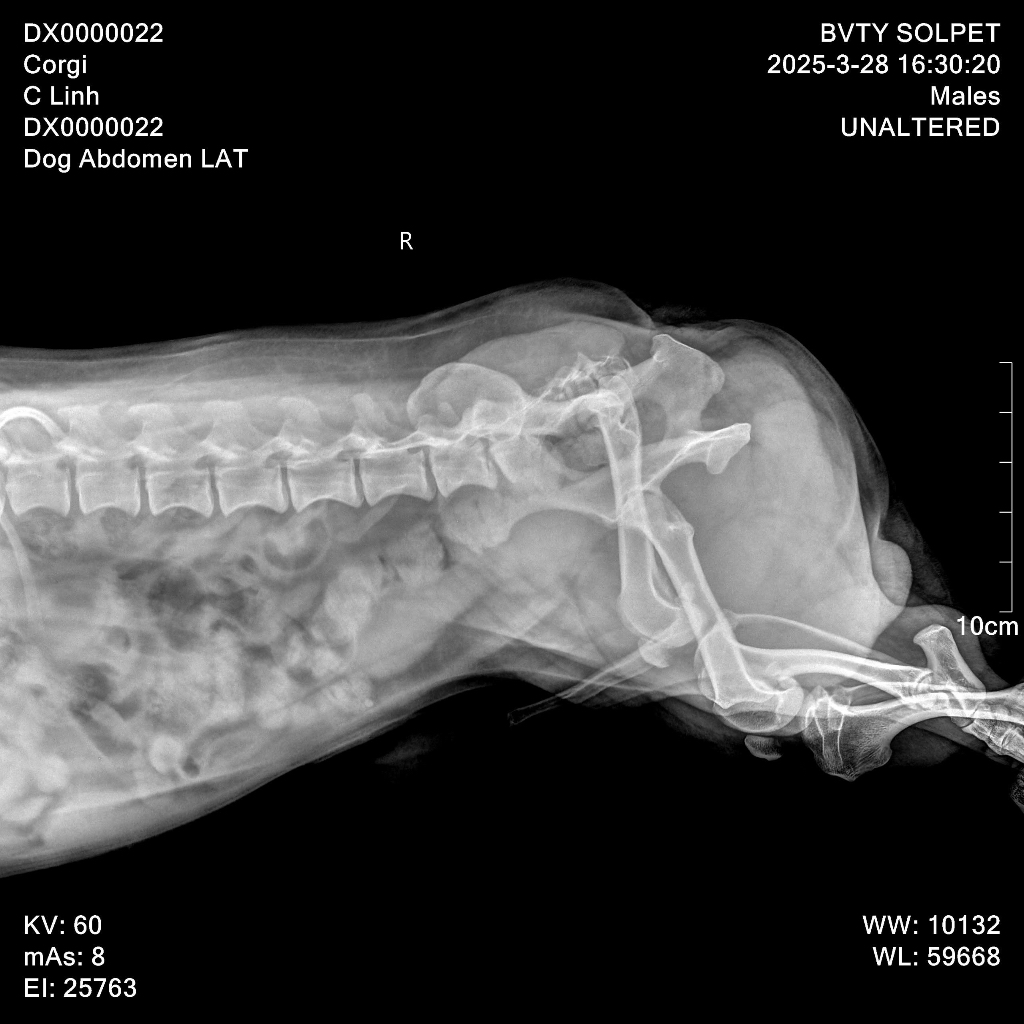 DX0000022
Corgi
C Linh
DX0000022
Dog Abdomen LAT
BVTY SOLPET
2025-3-28 16:30:20
Males
UNALTERED
R
10cm
KV: 60
mAs: 8
EI: 25763
WW: 10132
WL: 59668